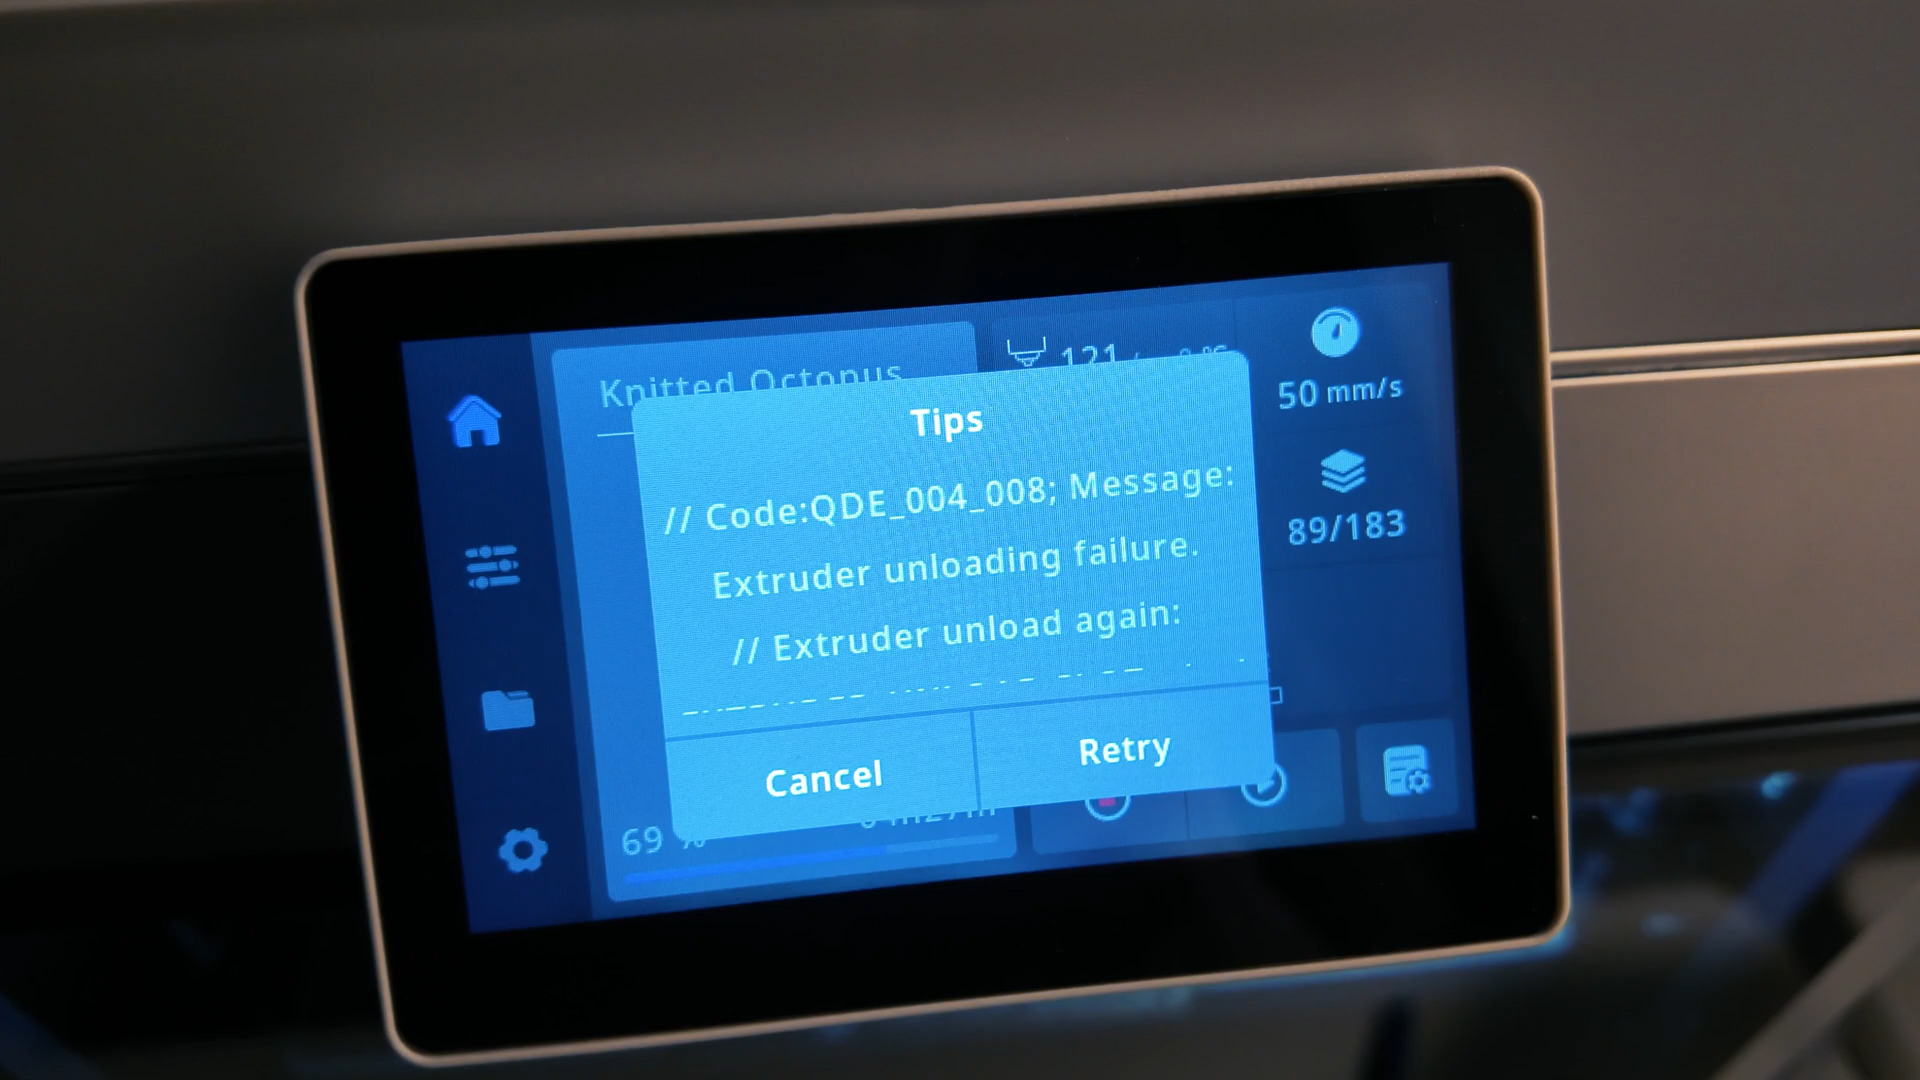 Knitted Octopus
121
50 mm/s
89/183
Tips
// Code:QDE_004_008; Message:
Extruder unloading failure.
// Extruder unload again:
Cancel
Retry
69 %